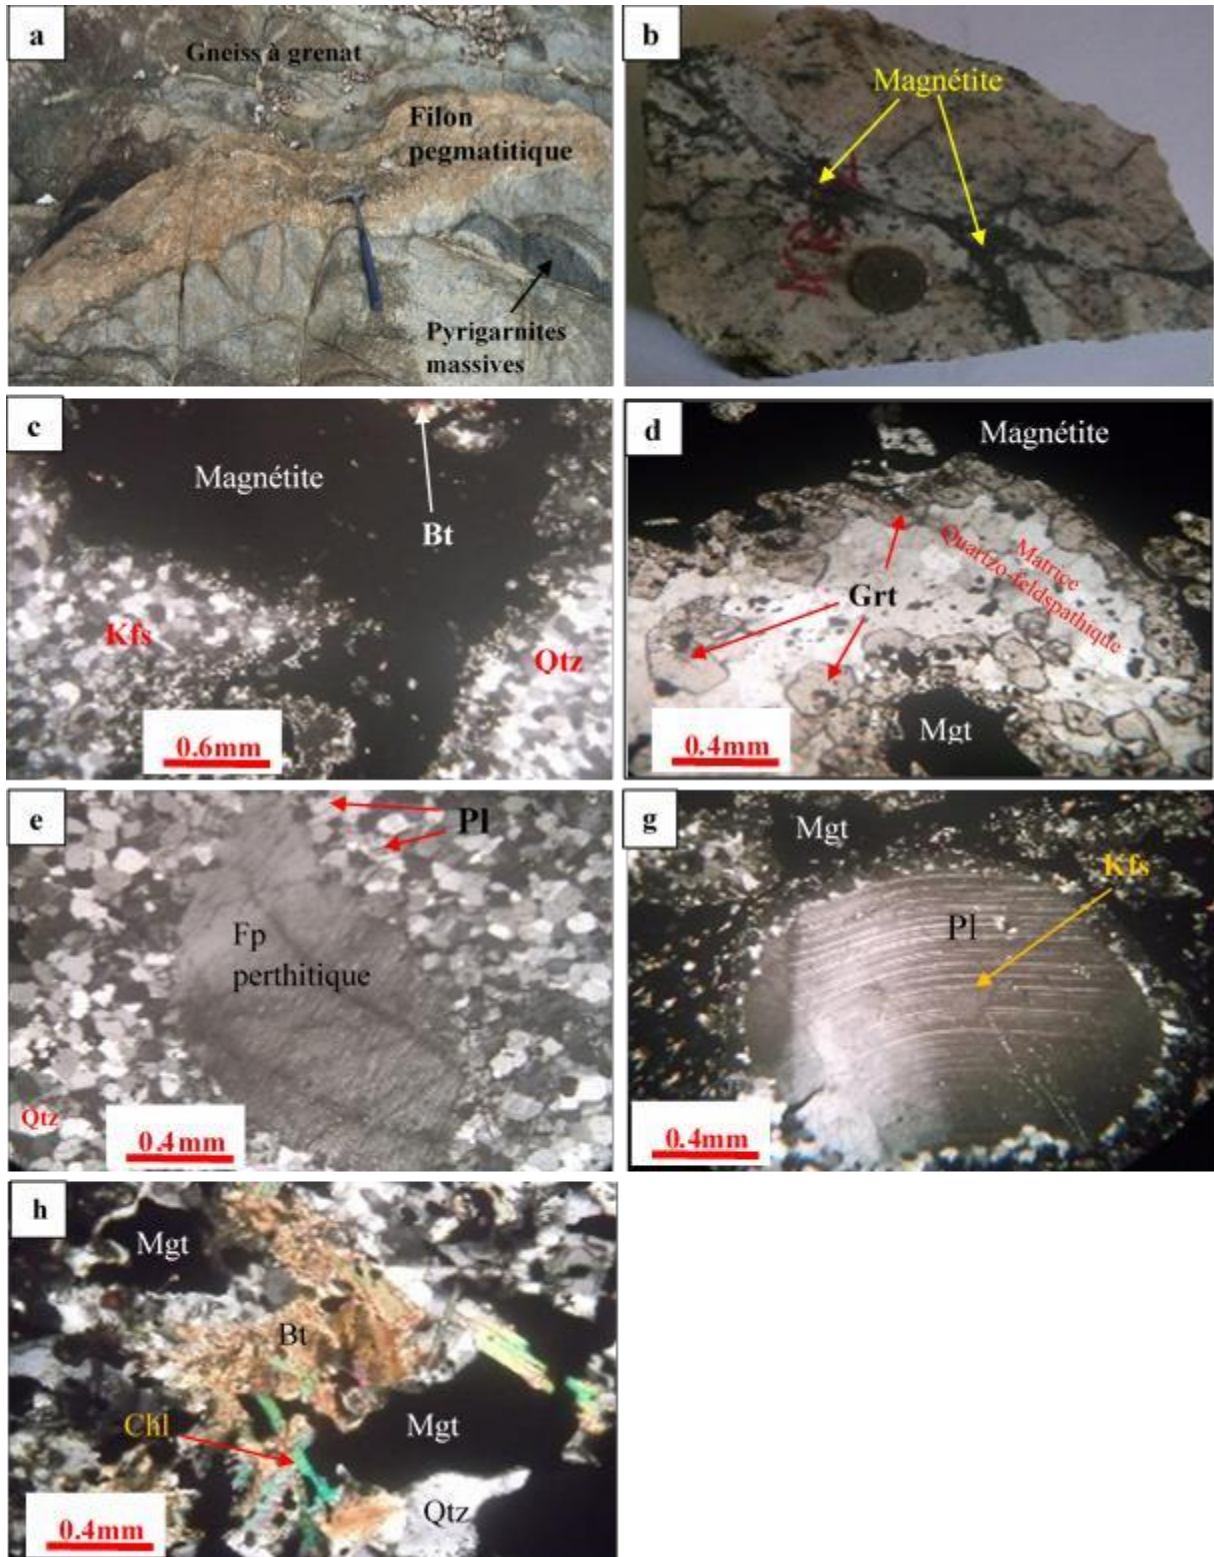 a
Gneiss à grenat
Filon
pegmatitique
Pyrigarnites
massives
b
Magnétite
c
Magnétite
Bt
Kfs
Qtz
0.6mm
d
Magnétite
Matrice
Quartzo-feldspathique
Grt
Mgt
0.4mm
e
Pl
Fp
perthitique
Qtz
0.4mm
g
Mgt
Kfs
Pl
0.4mm
h
Mgt
Bt
Chl
Mgt
Qtz
0.4mm